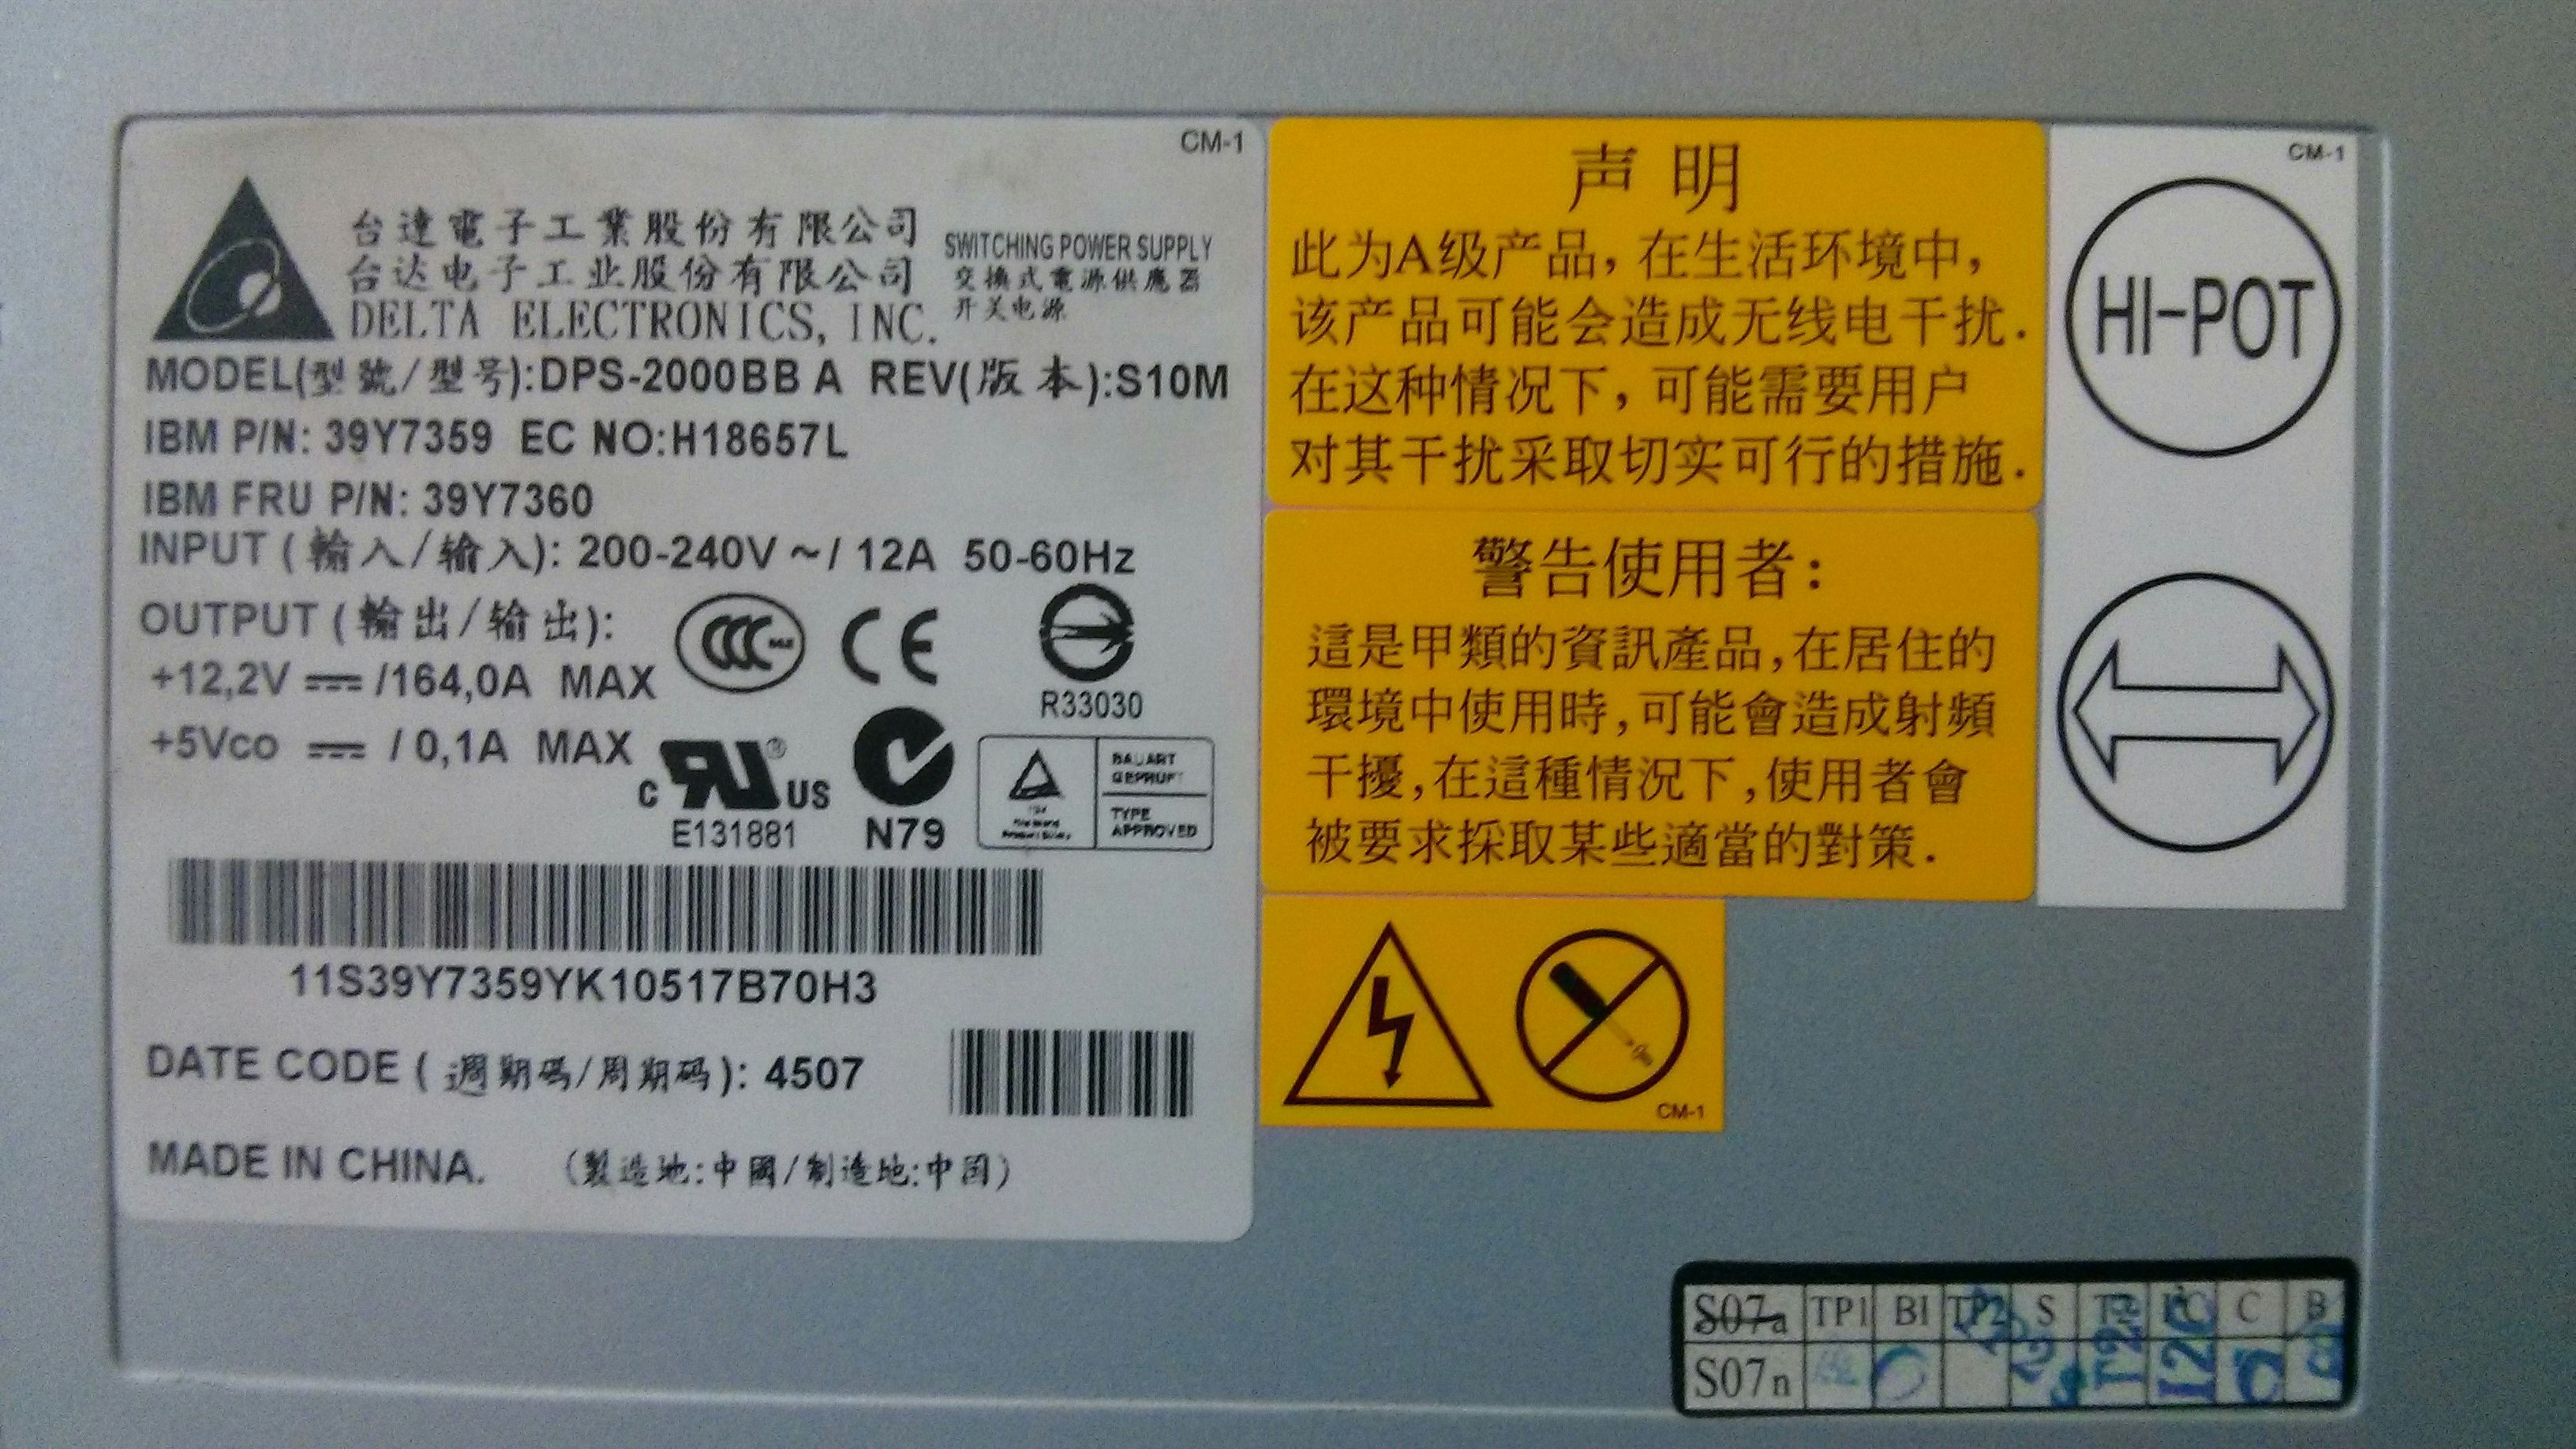 CM-1
台達電子工業股份有限公司
台达电子工业股份有限公司
DELTA ELECTRONICS, INC.
SWITCHING POWER SUPPLY
交換式電源供應器
开关电源
MODEL(型號/型号):DPS-2000BB A REV(版本):S10M
IBM P/N: 39Y7359 EC NO:H18657L
IBM FRU P/N: 39Y7360
INPUT (輸入/输入): 200-240V ~/ 12A 50-60Hz
OUTPUT (輸出/输出):
+12,2V ⎓ /164,0A MAX
+5Vco ⎓ / 0,1A MAX
CCC
CE
R33030
c RU ® US
E131881
N79
BAUART
GEPRUFT
TYPE
APPROVED
11S39Y7359YK10517B70H3
DATE CODE (週期碼/周期码): 4507
MADE IN CHINA. (製造地:中國/制造地:中国)
声明
此为A级产品，在生活环境中，
该产品可能会造成无线电干扰.
在这种情况下，可能需要用户
对其干扰采取切实可行的措施.
警告使用者:
這是甲類的資訊產品,在居住的
環境中使用時,可能會造成射頻
干擾,在這種情況下,使用者會
被要求採取某些適當的對策.
CM-1
CM-1
HI-POT
S07a TP1 BI TP2 S T2 C B
S07n T2 12C